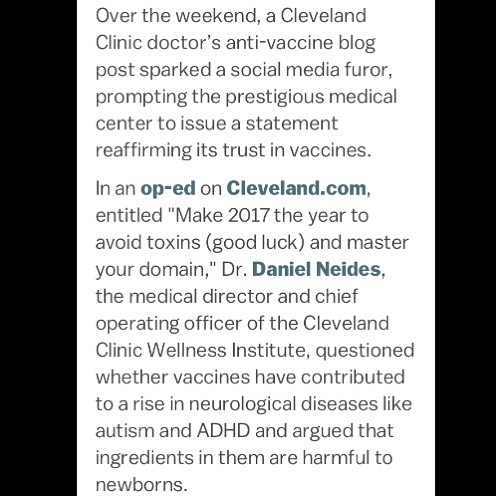 Over the weekend, a Cleveland
Clinic doctor's anti-vaccine blog
post sparked a social media furor,
prompting the prestigious medical
center to issue a statement
reaffirming its trust in vaccines.
In an op-ed on Cleveland.com,
entitled "Make 2017 the year to
avoid toxins (good luck) and master
your domain," Dr. Daniel Neides,
the medical director and chief
operating officer of the Cleveland
Clinic Wellness Institute, questioned
whether vaccines have contributed
to a rise in neurological diseases like
autism and ADHD and argued that
ingredients in them are harmful to
newborns.